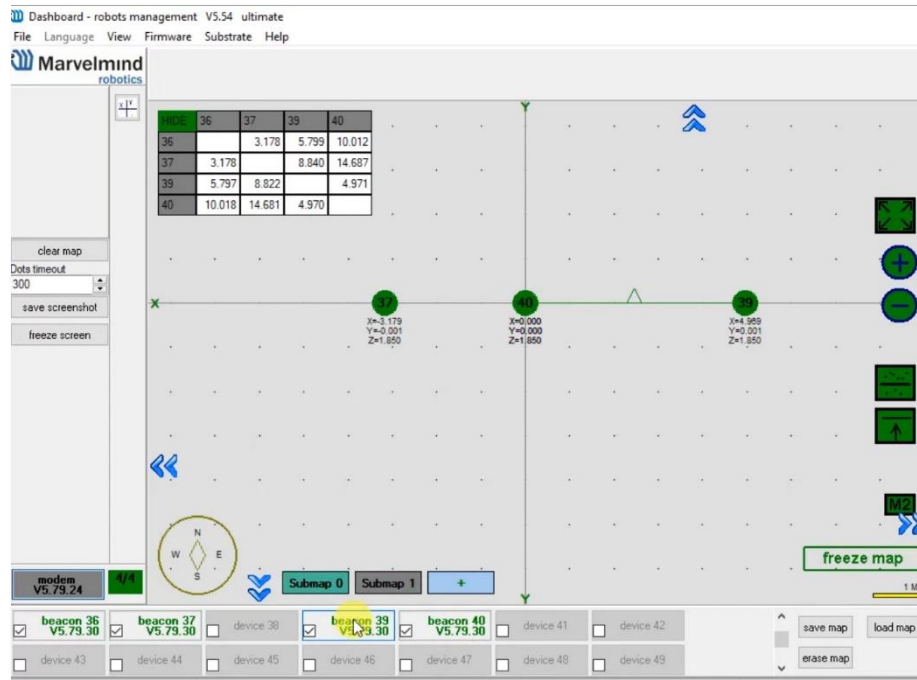 Dashboard - robots management V5.54 ultimate
File Language View Firmware Substrate Help
Marvelmind
robotics
x Y
HIDE 36 37 39 40
36 3.178 5.799 10.012
37 3.178 8.840 14.687
39 5.797 8.822 4.971
40 10.018 14.681 4.970
Y
clear map
Dots timeout
300
save screenshot
freeze screen
X
37
X=-3.179
Y=-0.001
Z=1.850
40
X=0.000
Y=0.000
Z=1.850
39
X=4.969
Y=0.001
Z=1.850
M2
N
W E
S
freeze map
modem
V5.79.24
4/4
Submap 0 Submap 1 +
Y
1 M
beacon 36
V5.79.30
beacon 37
V5.79.30
device 38
beacon 39
V5.79.30
beacon 40
V5.79.30
device 41
device 42
save map
load map
device 43
device 44
device 45
device 46
device 47
device 48
device 49
erase map